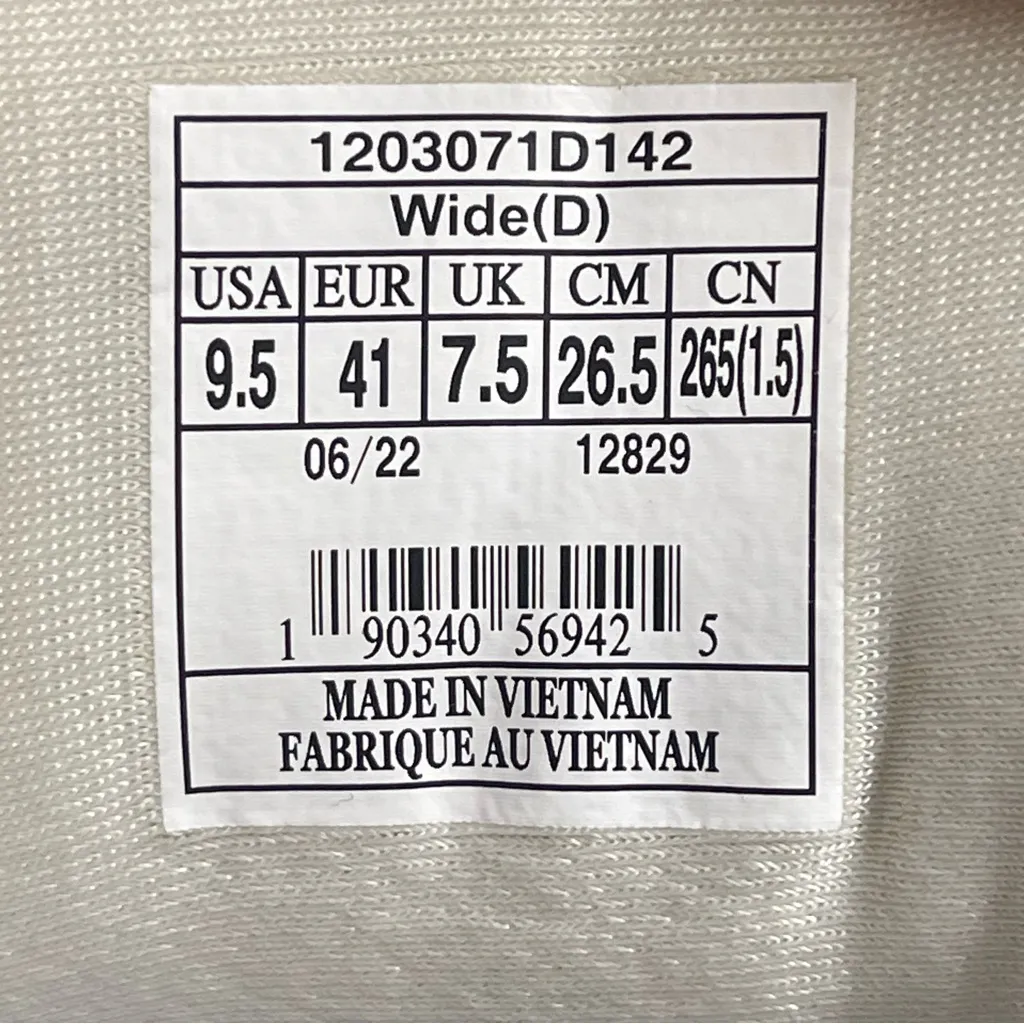 1203071D142
Wide(D)
USA EUR UK CM CN
9.5 41 7.5 26.5 265(1.5)
06/22 12829
1 90340 56942 5
MADE IN VIETNAM
FABRIQUE AU VIETNAM